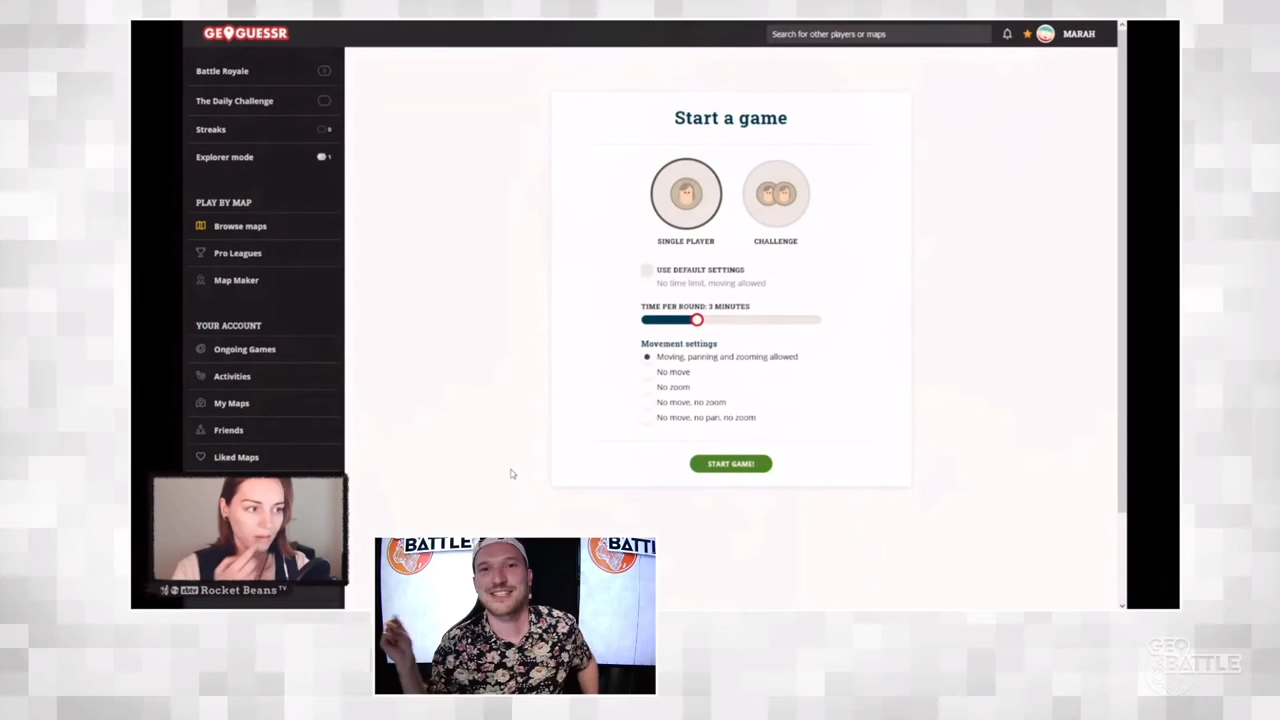 GEOGUESSR
Search for other players or maps
MARAH
Battle Royale
The Daily Challenge
Streaks
Explorer mode
1
PLAY BY MAP
Browse maps
Pro Leagues
Map Maker
YOUR ACCOUNT
Ongoing Games
Activities
My Maps
Friends
Liked Maps
Start a game
SINGLE PLAYER
CHALLENGE
USE DEFAULT SETTINGS
No time limit, moving allowed
TIME PER ROUND: 3 MINUTES
Movement settings
Moving, panning and zooming allowed
No move
No zoom
No move, no zoom
No move, no pan, no zoom
START GAME!
Rocket Beans TV
BATTLE
BATTL
GEO
BATTLE